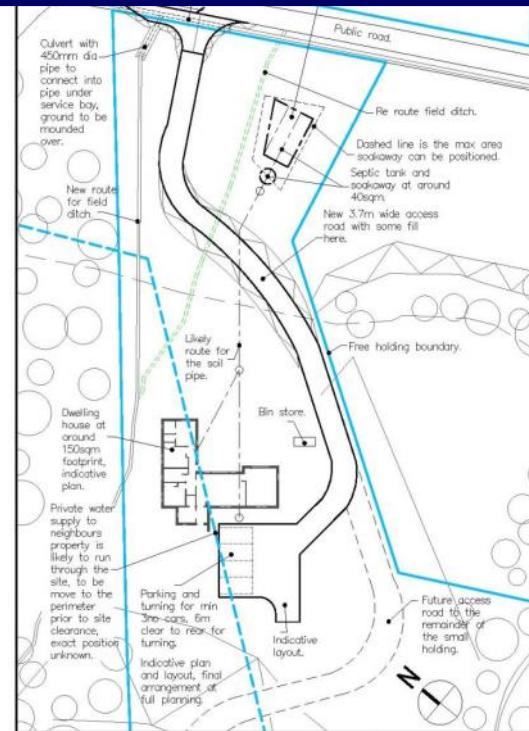 Public road.
Culvert with
450mm dia
pipe to
connect into
pipe under
service bay,
ground to be
mounded
over.
Re route field ditch.
Dashed line is the max area
soakaway can be positioned.
Septic tank and
soakaway at around
40sqm.
New route
for field
ditch
New 3.7m wide access
road with some fill
here.
Likely
route for
the soil
pipe.
Free holding boundary.
Dwelling
house at
around
150sqm
footprint,
indicative
plan.
Bin store.
Private water
supply to
neighbours
property is
likely to run
through the
site, to be
move to the
perimeter
prior to site
clearance,
exact position
unknown.
Parking and
turning for min
3no cars, 6m
clear to rear for
turning.
Indicative plan
and layout, final
arrangement at
full planning.
Indicative
layout.
Future access
road to the
remainder of
the small
holding.
N